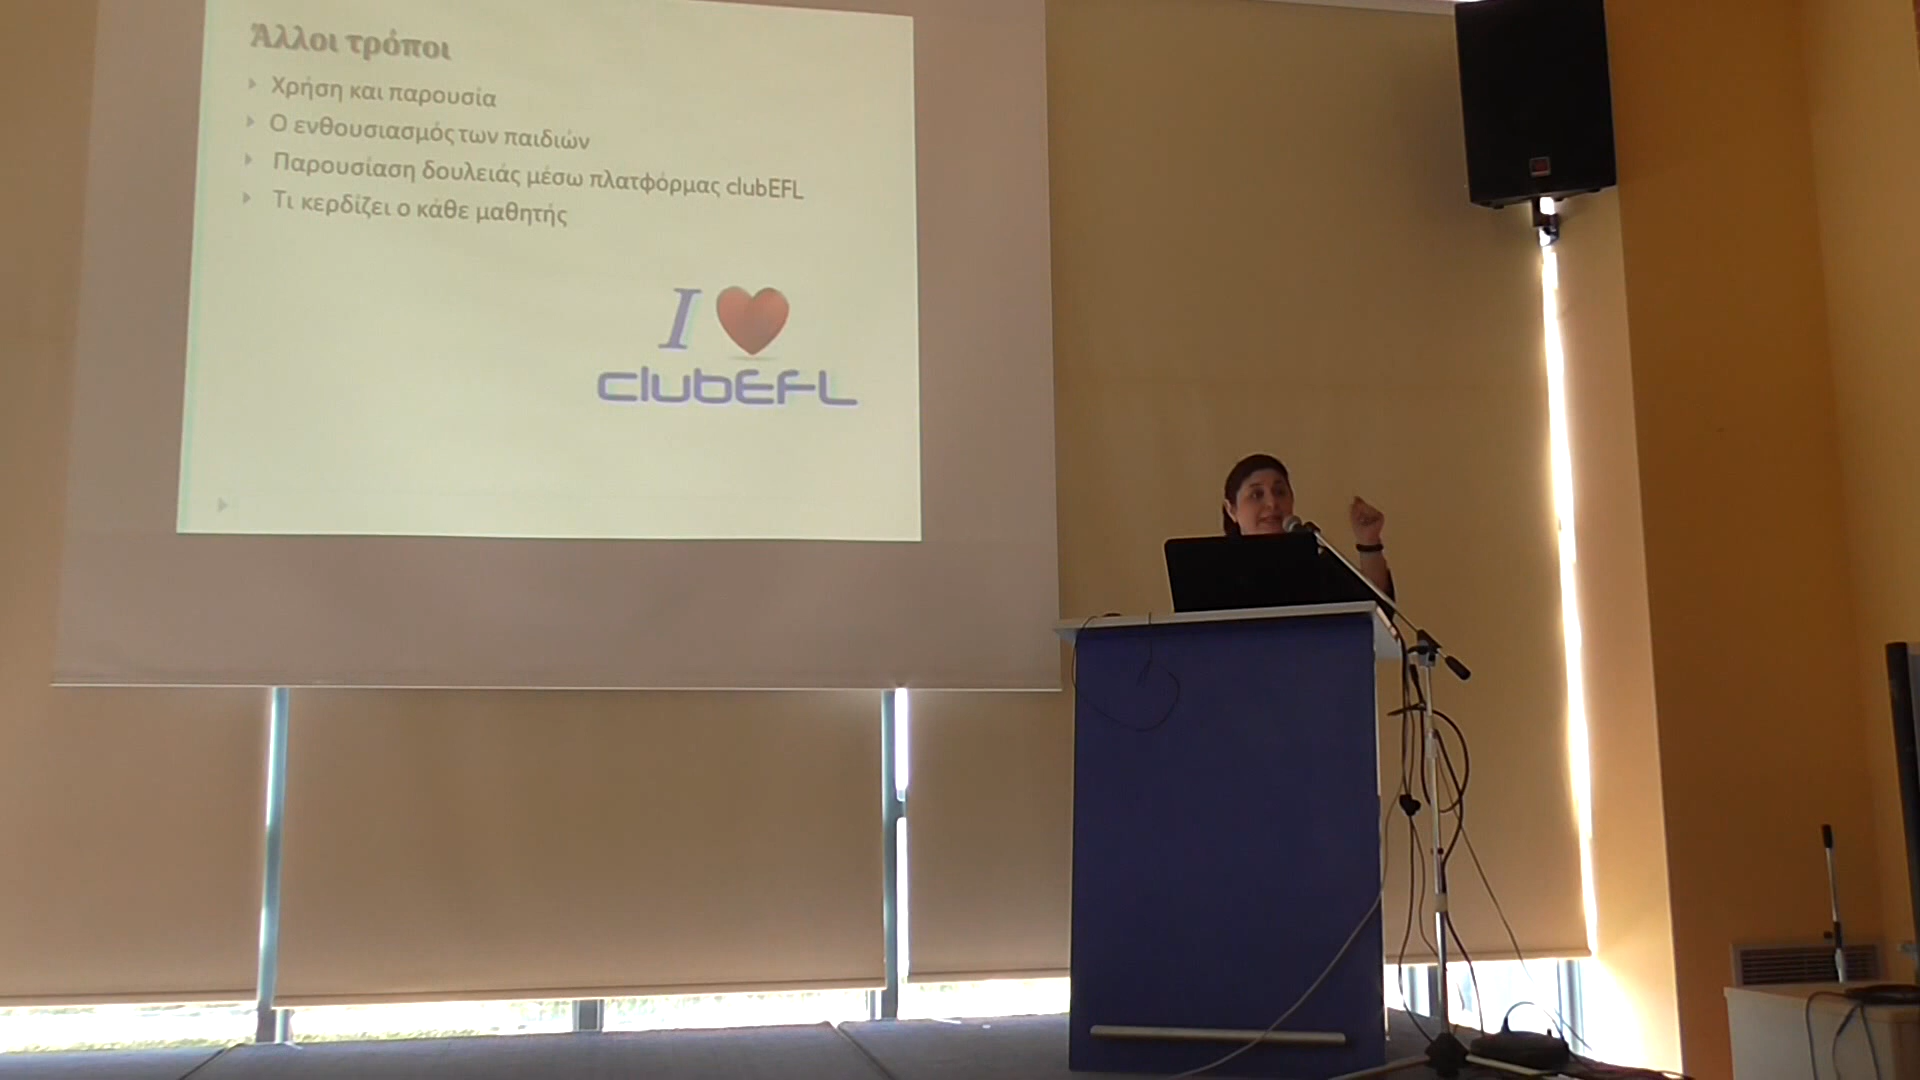 Άλλοι τρόποι
Χρήση και παρουσία
Ο ενθουσιασμός των παιδιών
Παρουσίαση δουλειάς μέσω πλατφόρμας clubEFL
Τι κερδίζει ο κάθε μαθητής
I
clubEFL